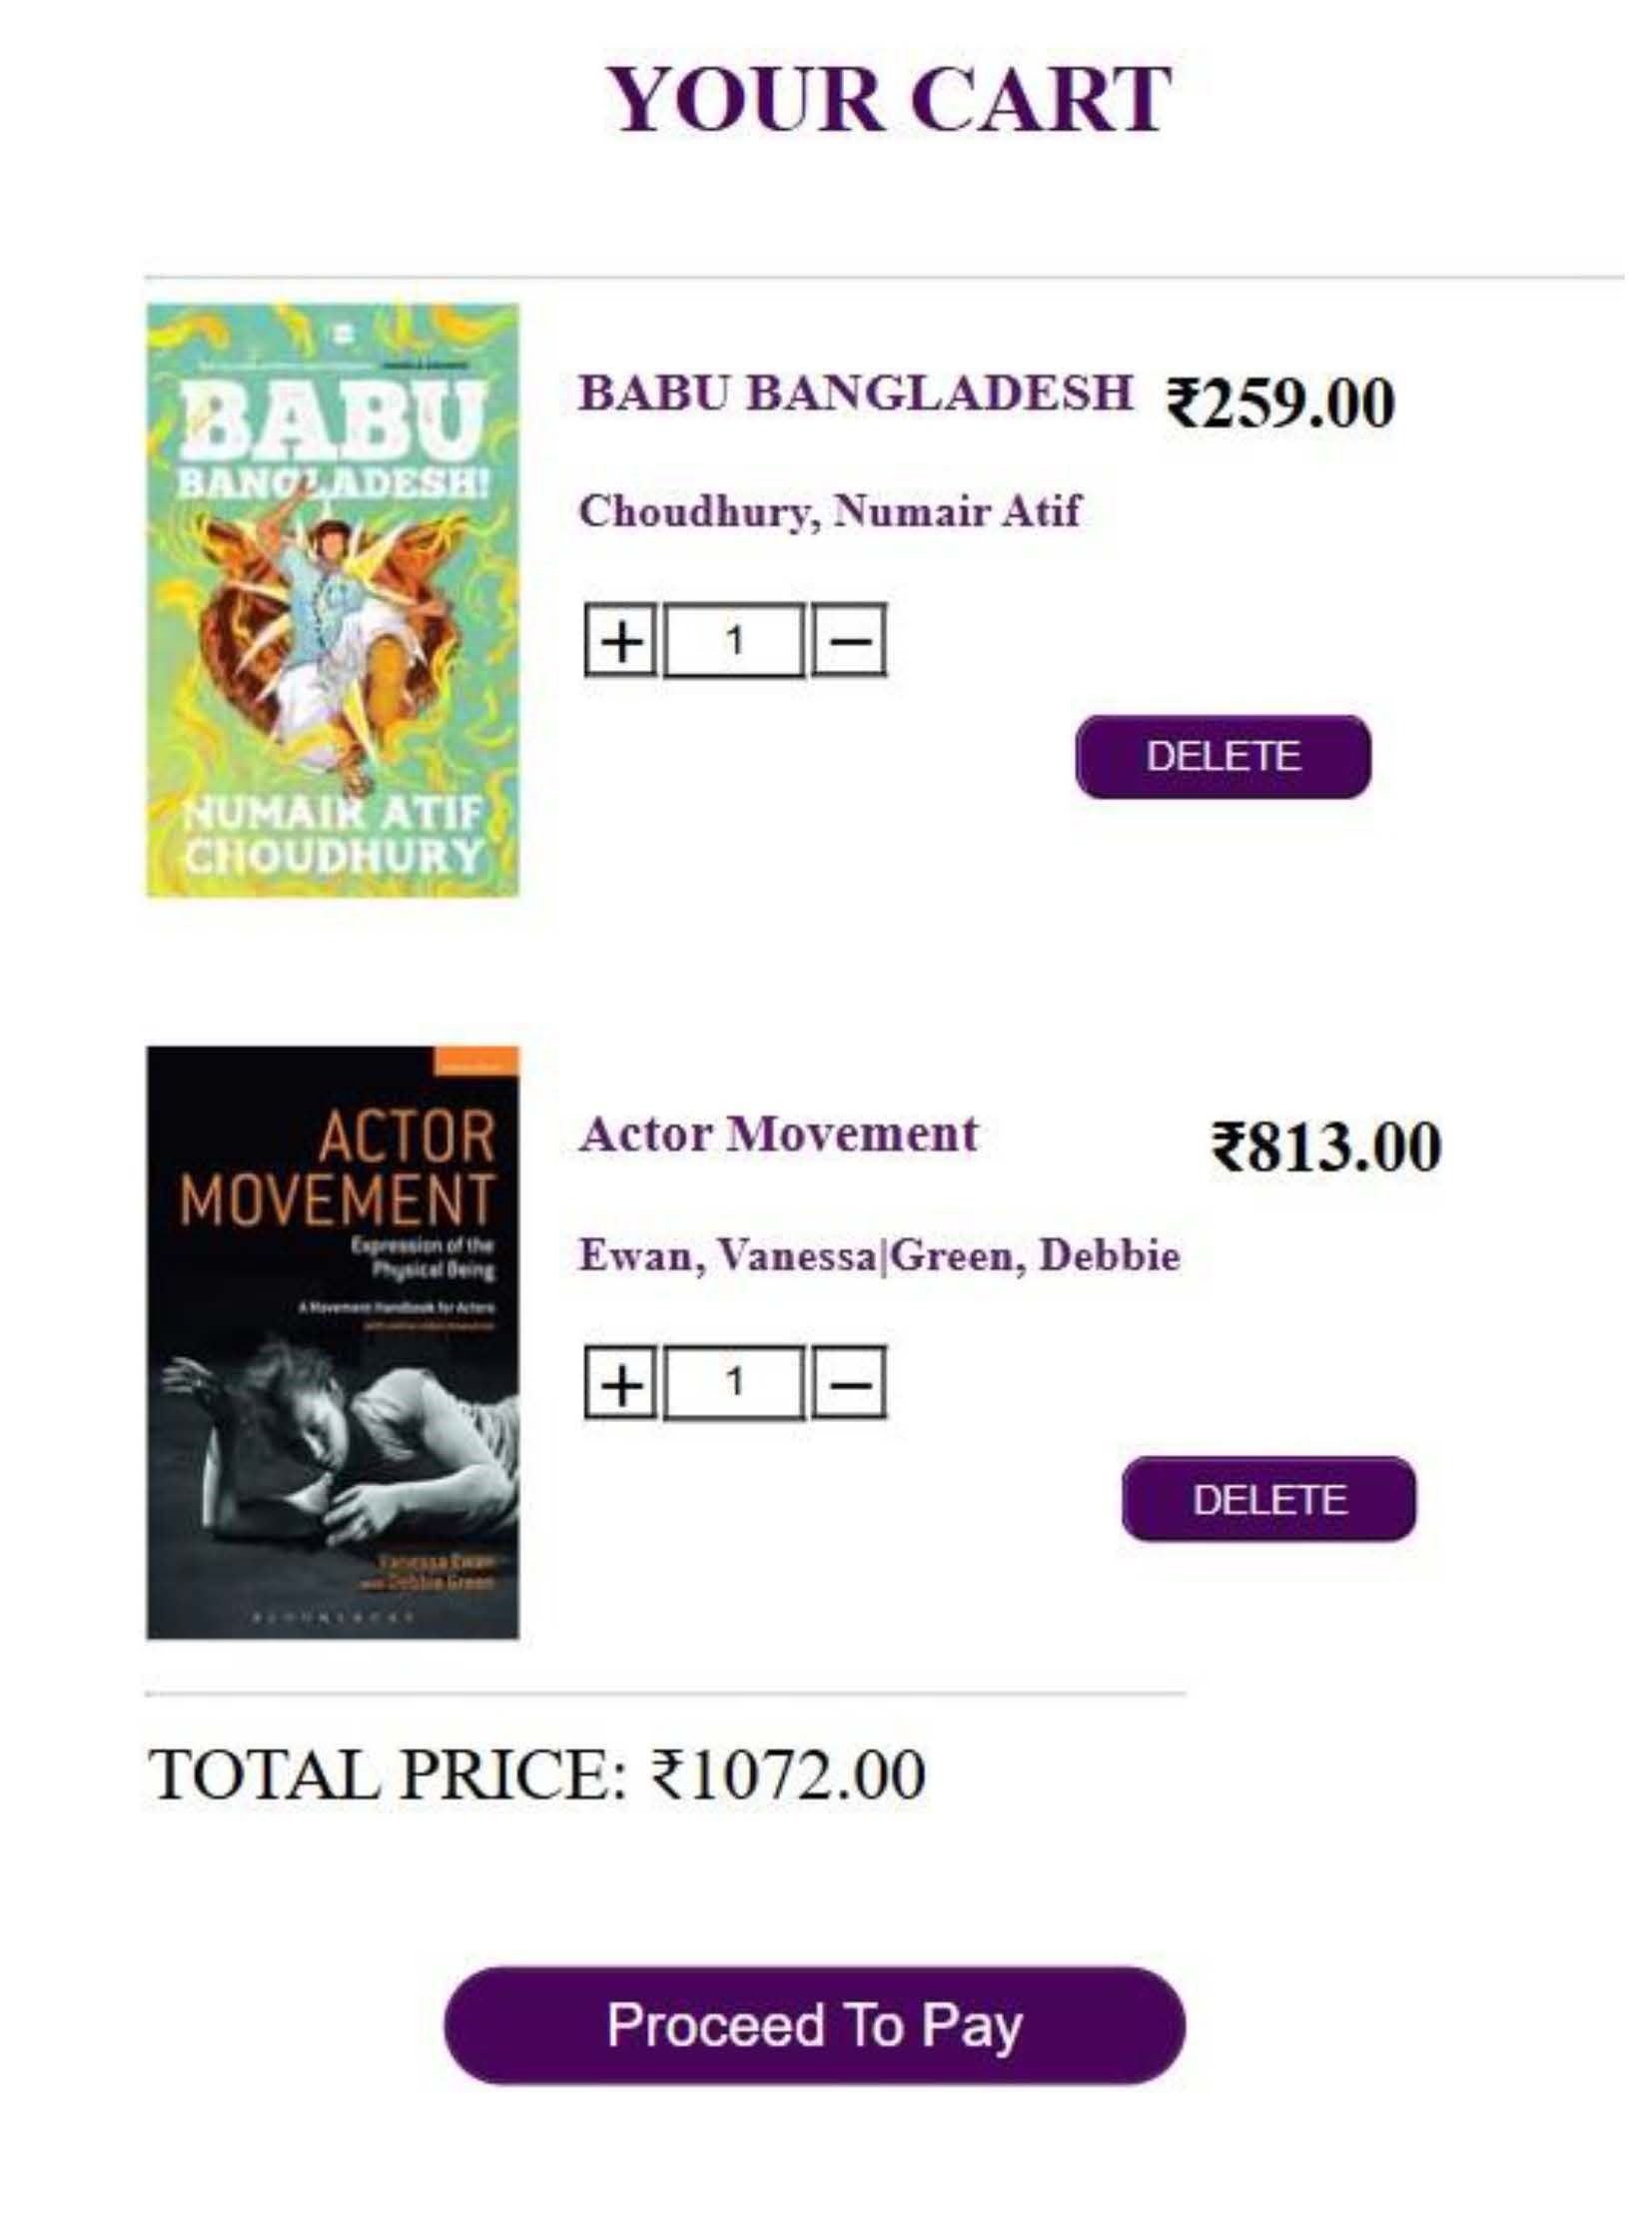 YOUR CART
BABU
BANGLADESH!
NUMAIR ATIF
CHOUDHURY
BABU BANGLADESH ₹259.00
Choudhury, Numair Atif
+ 1 −
DELETE
ACTOR
MOVEMENT
Expression of the
Physical Being
A Movement Handbook for Actors
Vanessa Ewan
with Debbie Green
BLOOMSBURY
Actor Movement ₹813.00
Ewan, Vanessa|Green, Debbie
+ 1 −
DELETE
TOTAL PRICE: ₹1072.00
Proceed To Pay